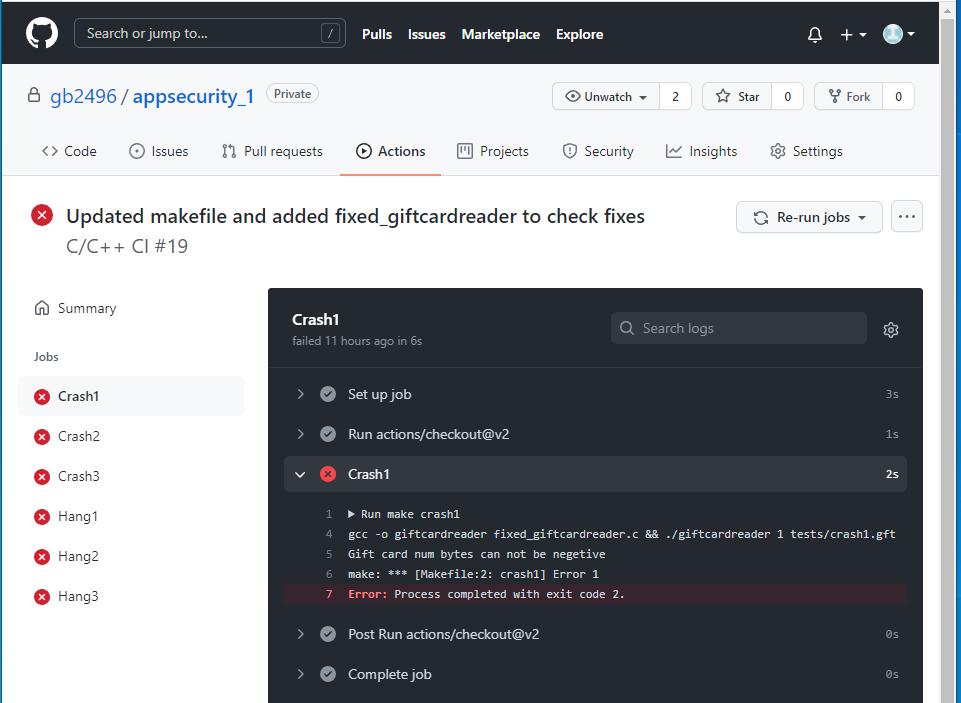 Search or jump to... /
Pulls Issues Marketplace Explore
gb2496 / appsecurity_1 Private
Unwatch 2 Star 0 Fork 0
Code Issues Pull requests Actions Projects Security Insights Settings
Updated makefile and added fixed_giftcardreader to check fixes
C/C++ CI #19
Re-run jobs ...
Summary
Jobs
Crash1
Crash2
Crash3
Hang1
Hang2
Hang3
Crash1
failed 11 hours ago in 6s
Search logs
Set up job 3s
Run actions/checkout@v2 1s
Crash1 2s
1 Run make crash1
4 gcc -o giftcardreader fixed_giftcardreader.c && ./giftcardreader 1 tests/crash1.gft
5 Gift card num bytes can not be negetive
6 make: *** [Makefile:2: crash1] Error 1
7 Error: Process completed with exit code 2.
Post Run actions/checkout@v2 0s
Complete job 0s